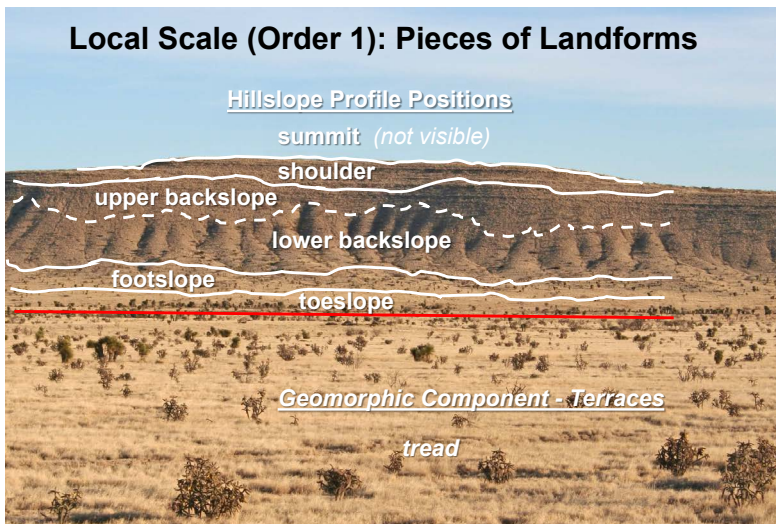 Local Scale (Order 1): Pieces of Landforms
Hillslope Profile Positions
summit (not visible)
shoulder
upper backslope
lower backslope
footslope
toeslope
Geomorphic Component - Terraces
tread